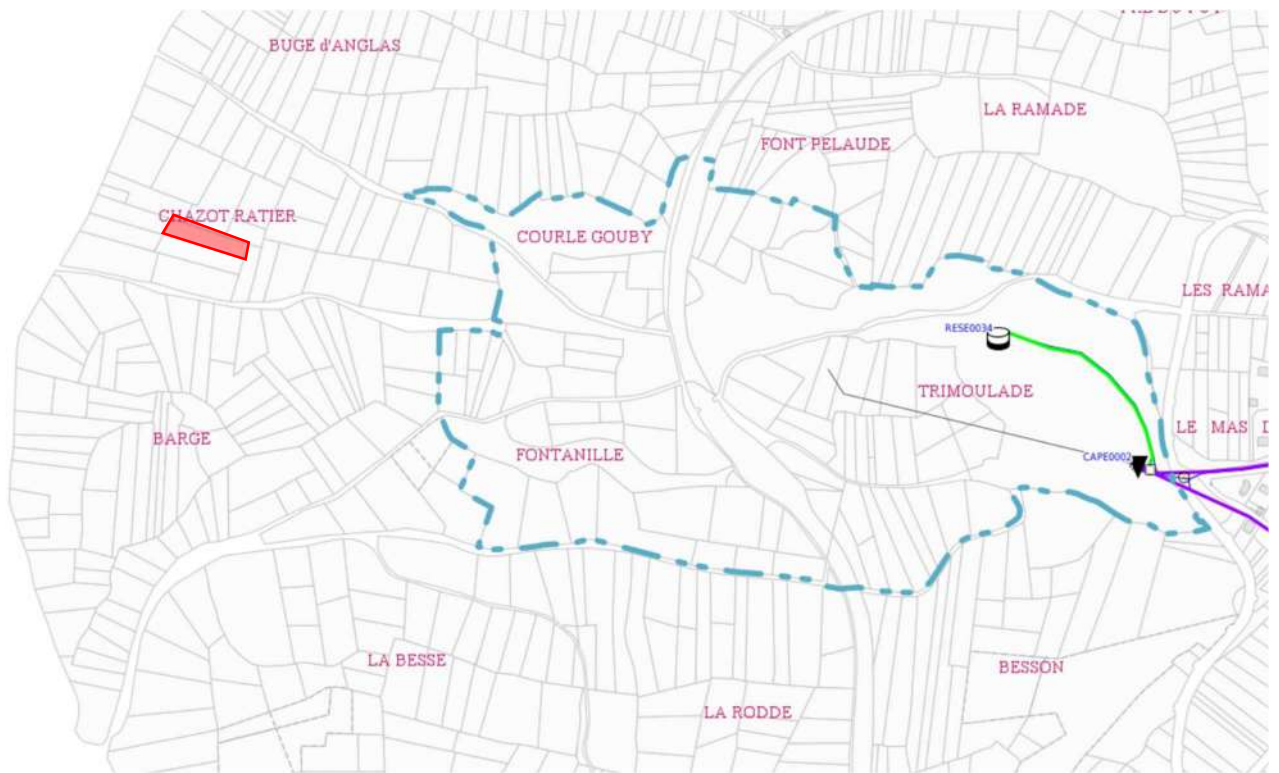 BUGE d'ANGLAS
LA RAMADE
FONT PELAUDE
CHAZOT RATIER
COURLE GOUBY
LES RAMA
RESE0034
TRIMOULADE
LE MAS D
BARGE
FONTANILLE
CAPE0002
LA BESSE
BESSON
LA RODDE